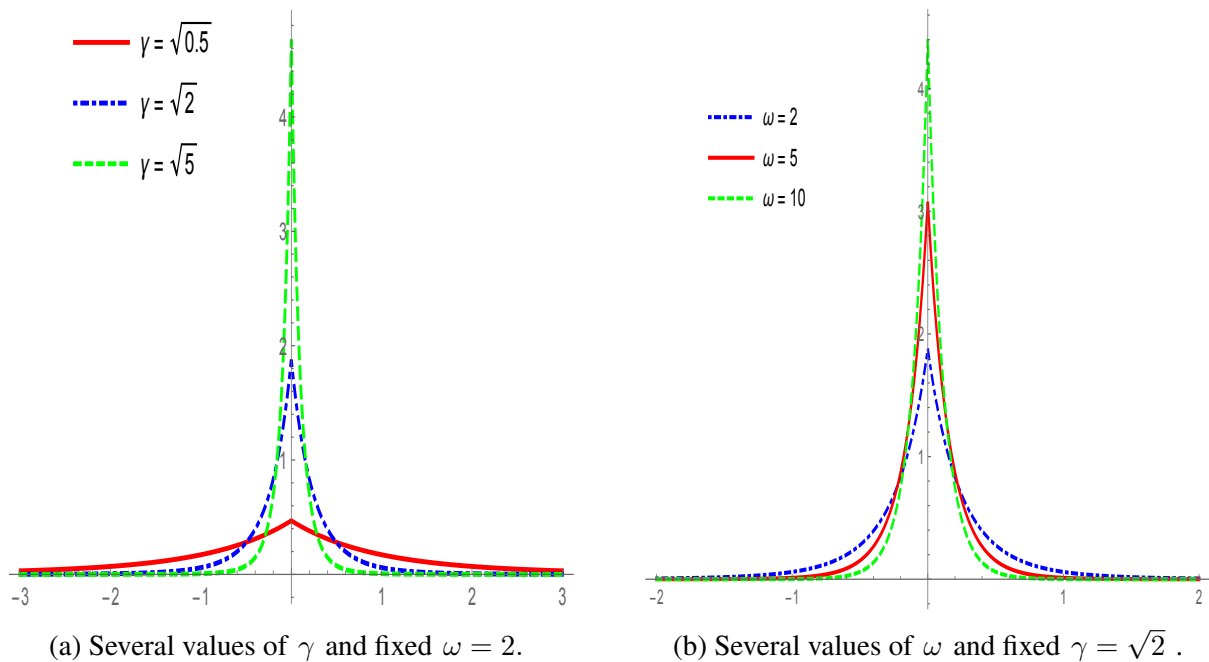 γ = √0.5
γ = √2
γ = √5
4
3
2
1
−3 −2 −1 1 2 3
(a) Several values of γ and fixed ω = 2.
ω = 2
ω = 5
ω = 10
4
3
2
1
−2 −1 1 2
(b) Several values of ω and fixed γ = √2 .